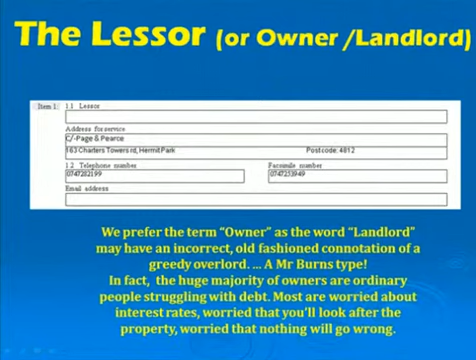 The Lessor (or Owner /Landlord)
Item 1: 1.1 Lessor
Address for service
C/-Page & Pearce
163 Charters Towers rd, Hermit Park Postcode: 4812
1.2 Telephone number Facsimile number
0747282199 0747253949
Email address
We prefer the term “Owner” as the word “Landlord”
may have an incorrect, old fashioned connotation of a
greedy overlord. ... A Mr Burns type!
In fact, the huge majority of owners are ordinary
people struggling with debt. Most are worried about
interest rates, worried that you’ll look after the
property, worried that nothing will go wrong.